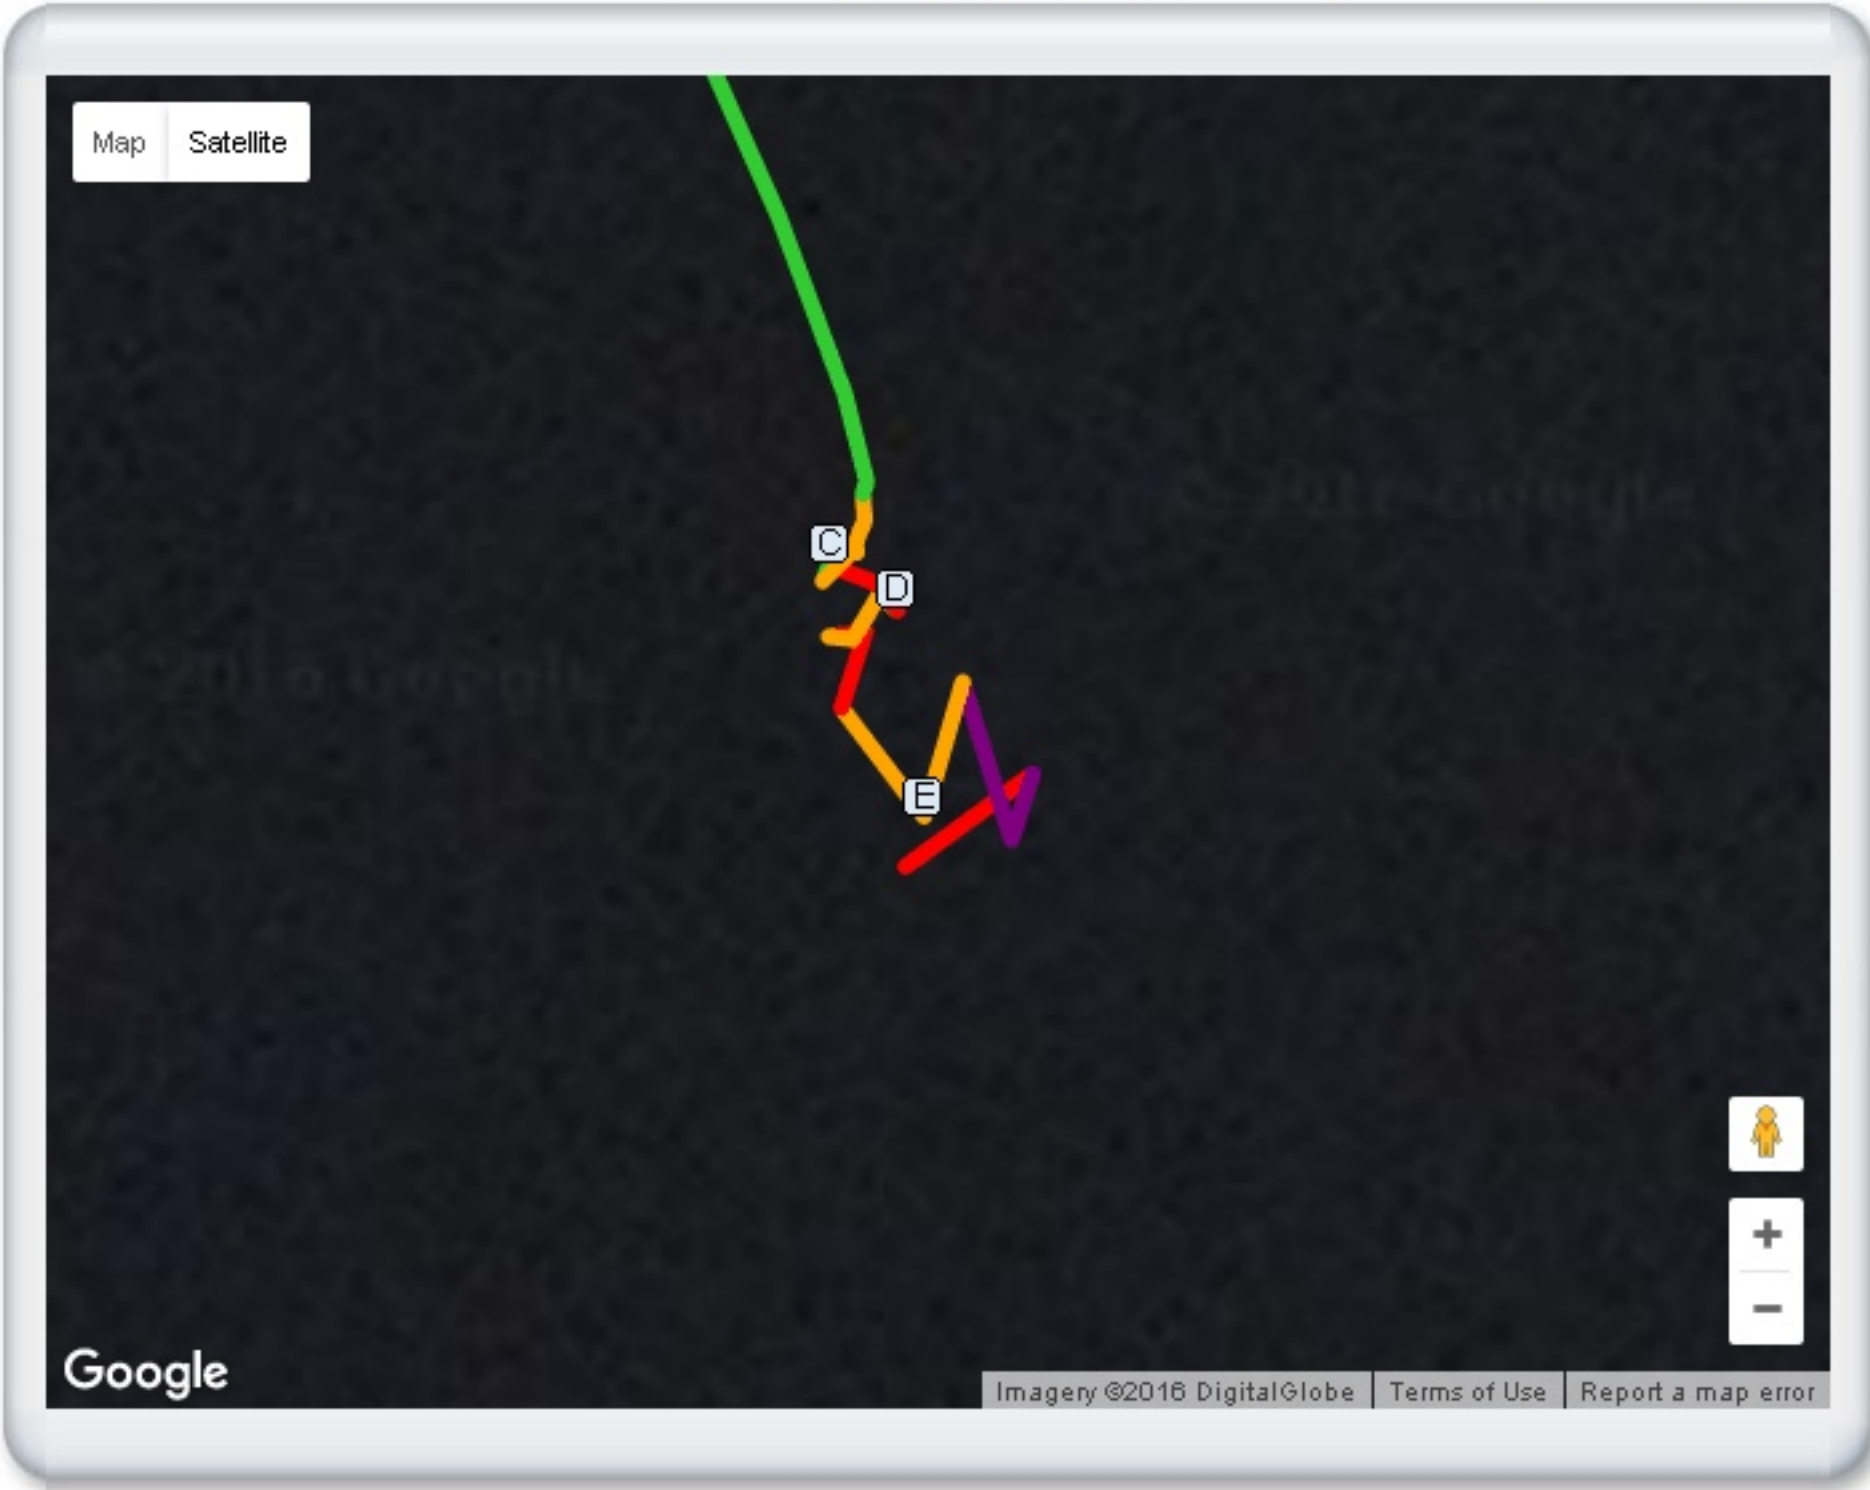 Map Satellite
C
D
E
Google
Imagery ©2016 DigitalGlobe Terms of Use Report a map error